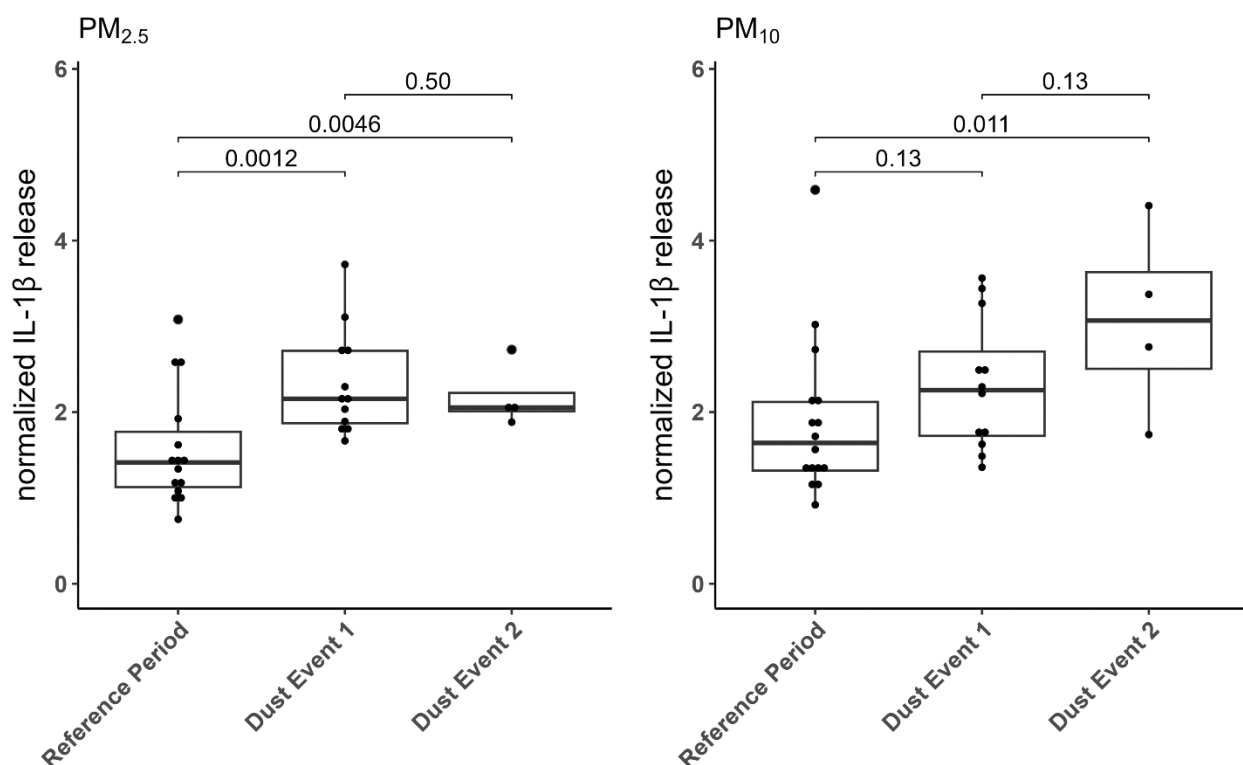 PM2.5
normalized IL-1β release
6
4
2
0
0.50
0.0046
0.0012
Reference Period
Dust Event 1
Dust Event 2
PM10
normalized IL-1β release
6
4
2
0
0.13
0.011
0.13
Reference Period
Dust Event 1
Dust Event 2